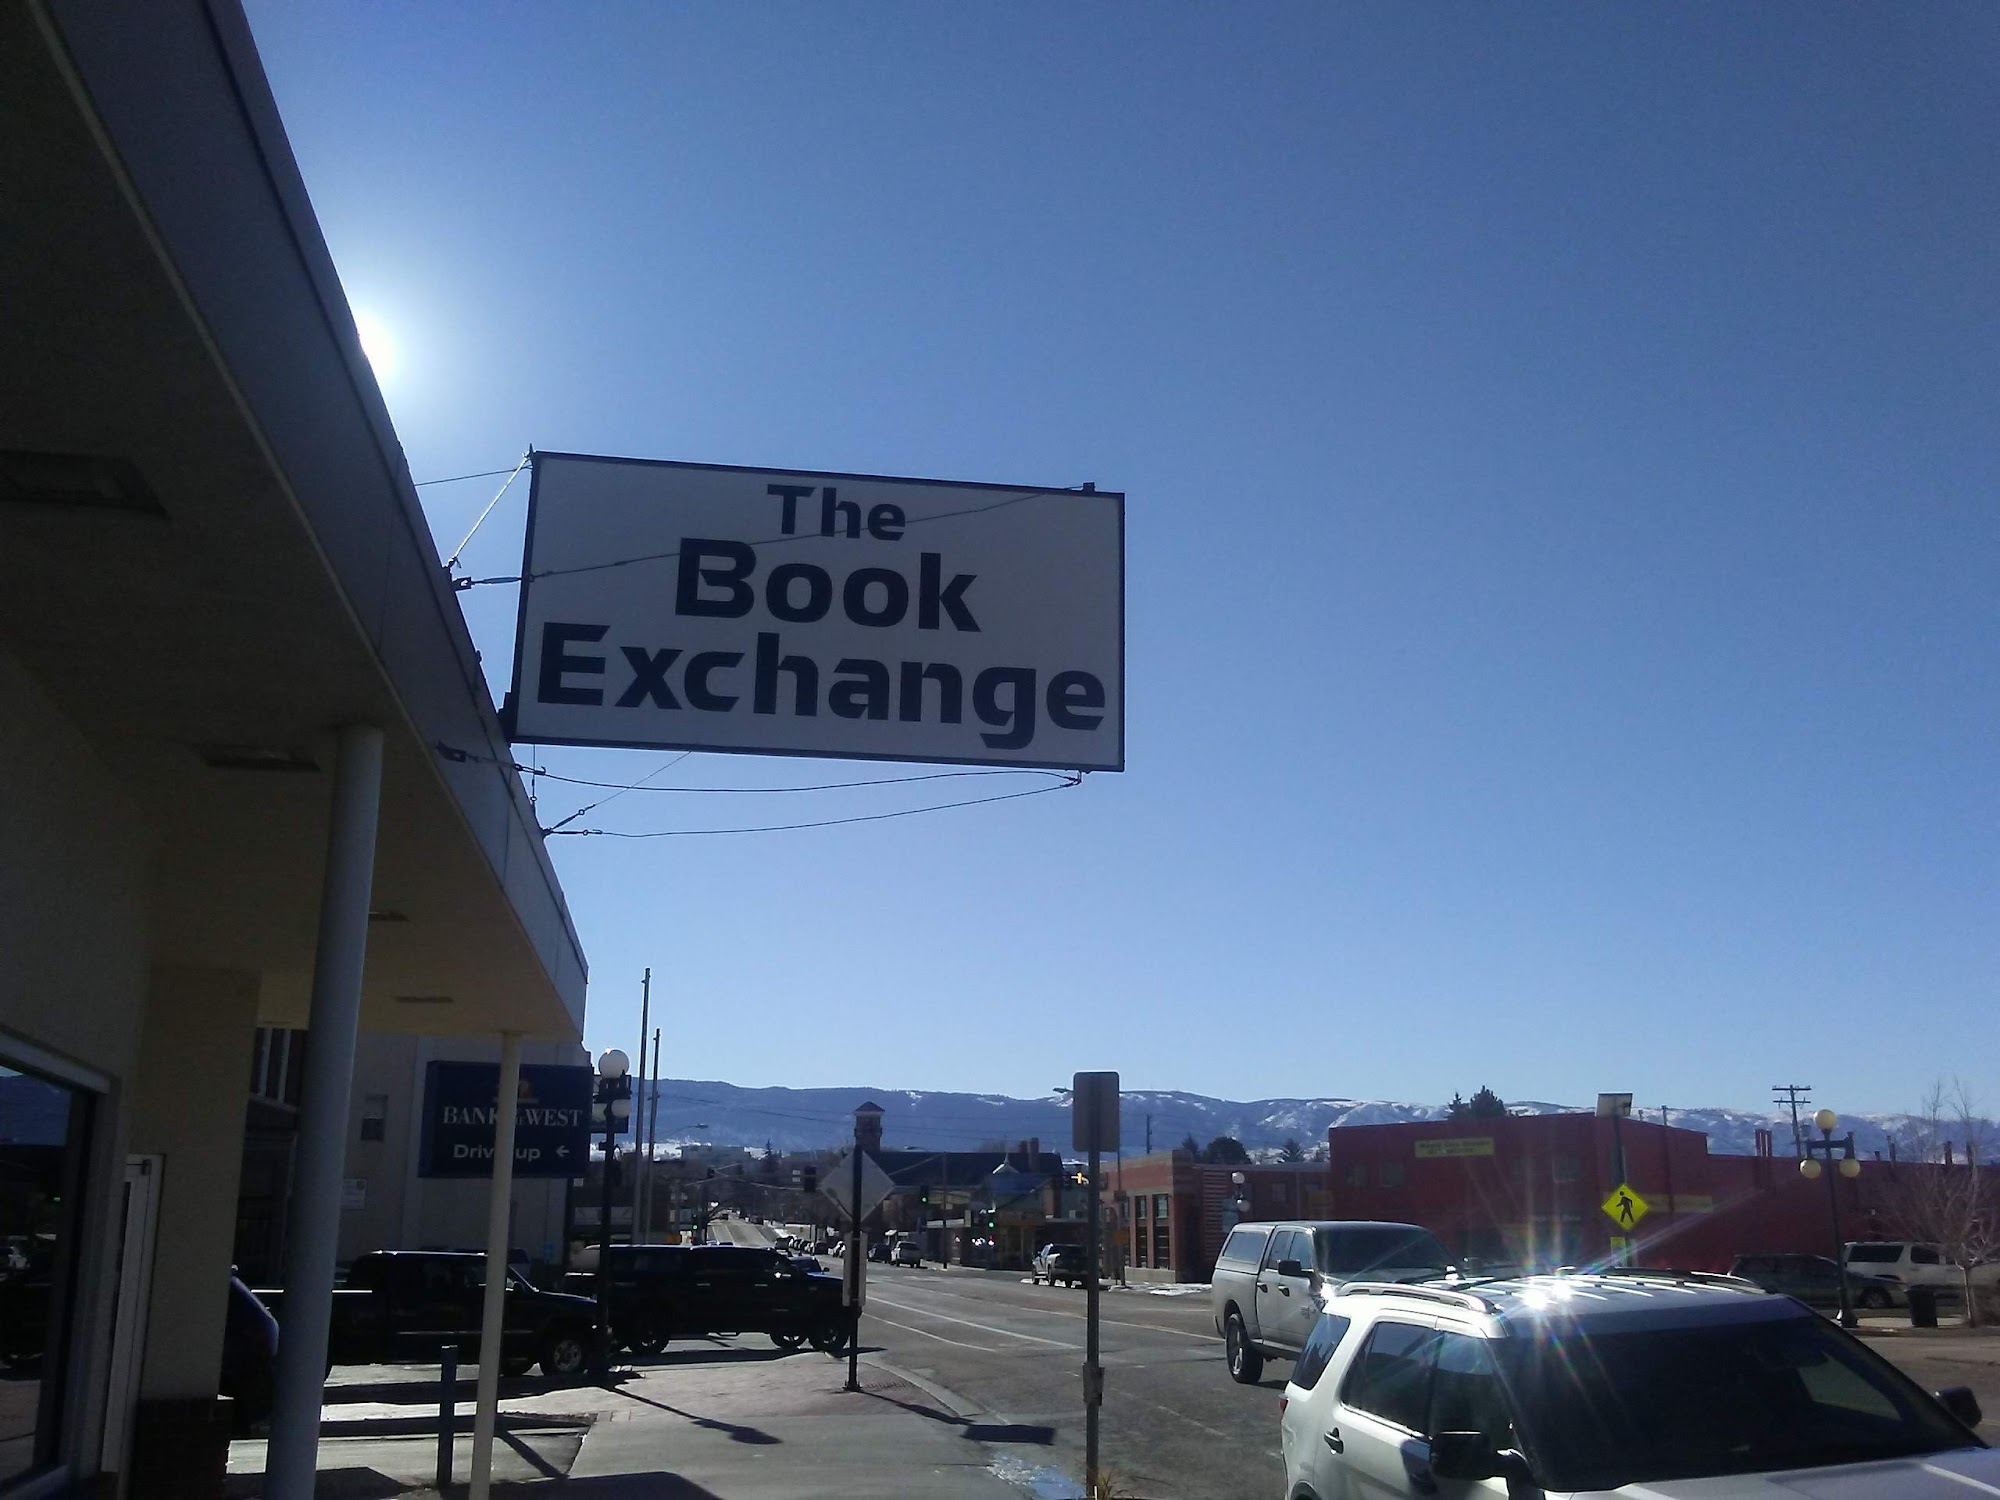 The
Book
Exchange
BANK OF WEST
Drive up ←